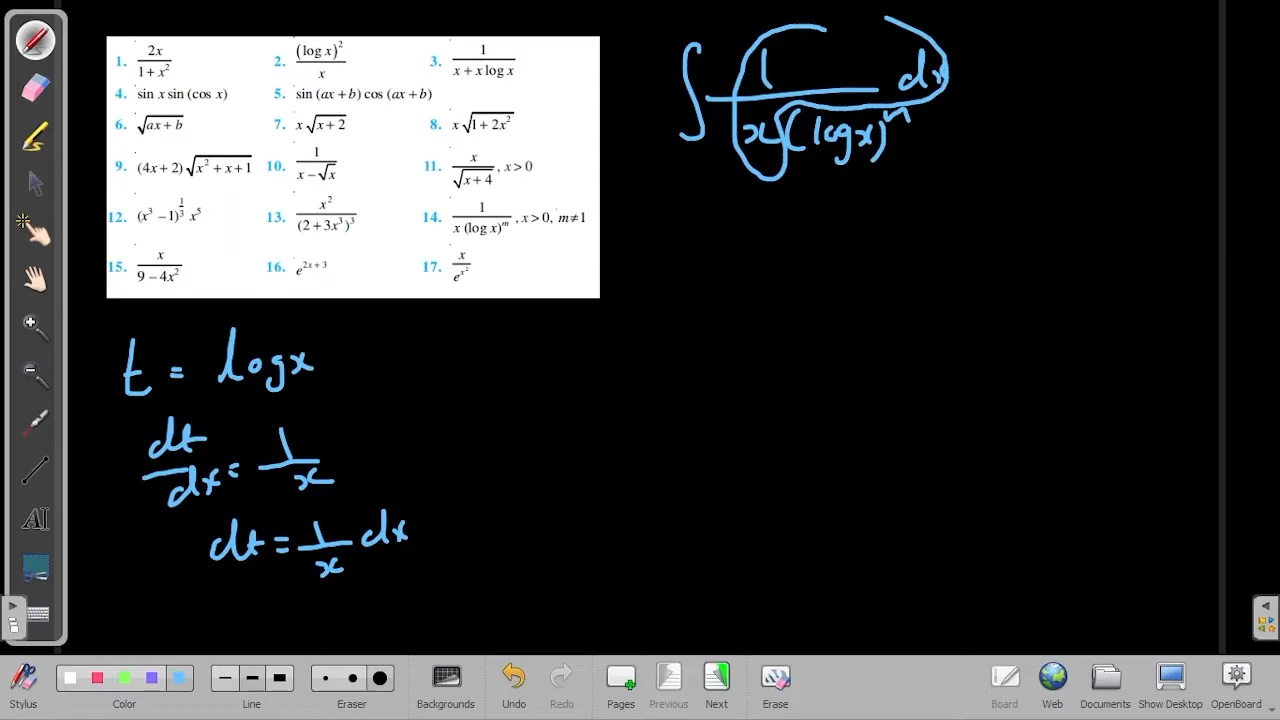 1. 2x/(1 + x²) 2. (log x)²/x 3. 1/(x + x log x)
4. sin x sin (cos x) 5. sin (ax + b) cos (ax + b)
6. √(ax + b) 7. x√(x + 2) 8. x√(1 + 2x²)
9. (4x + 2) √(x² + x + 1) 10. 1/(x – √x) 11. x/√(x + 4), x > 0
12. (x³ – 1)^(1/3) x⁵ 13. x²/(2 + 3x³)³ 14. 1/(x (log x)^m), x > 0, m ≠ 1
15. x/(9 – 4x²) 16. e^(2x + 3) 17. x/e^(x²)
∫ 1/(x (log x)^m) dx
t = log x
dt/dx = 1/x
dt = 1/x dx
AI
Stylus Color Line Eraser Backgrounds Undo Redo Pages Previous Next Erase Board Web Documents Show Desktop OpenBoard